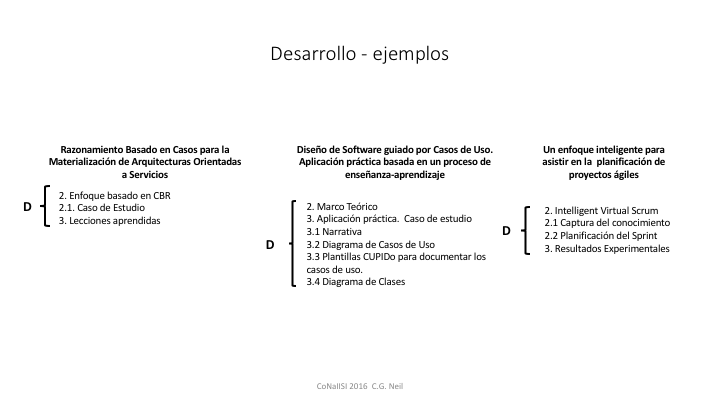 Desarrollo - ejemplos
Razonamiento Basado en Casos para la
Materialización de Arquitecturas Orientadas
a Servicios
D
2. Enfoque basado en CBR
2.1. Caso de Estudio
3. Lecciones aprendidas
Diseño de Software guiado por Casos de Uso.
Aplicación práctica basada en un proceso de
enseñanza-aprendizaje
D
2. Marco Teórico
3. Aplicación práctica. Caso de estudio
3.1 Narrativa
3.2 Diagrama de Casos de Uso
3.3 Plantillas CUPIDo para documentar los
casos de uso.
3.4 Diagrama de Clases
Un enfoque inteligente para
asistir en la planificación de
proyectos ágiles
D
2. Intelligent Virtual Scrum
2.1 Captura del conocimiento
2.2 Planificación del Sprint
3. Resultados Experimentales
CoNaIISI 2016 C.G. Neil